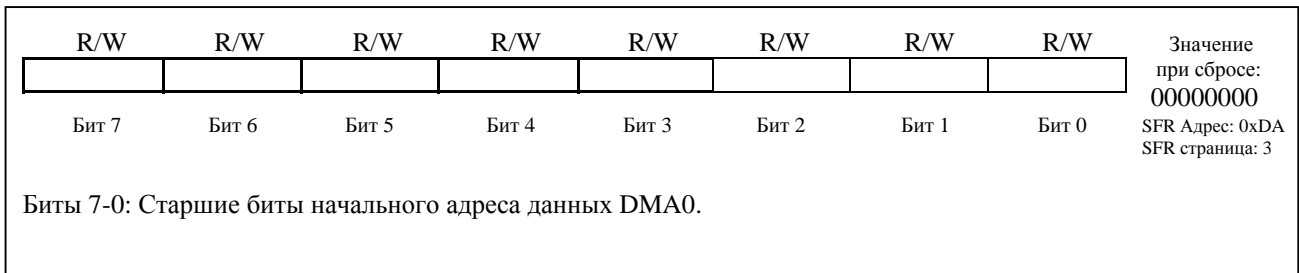 R/W R/W R/W R/W R/W R/W R/W R/W Значение
при сбросе:
00000000
Бит 7 Бит 6 Бит 5 Бит 4 Бит 3 Бит 2 Бит 1 Бит 0 SFR Адрес: 0xDA
SFR страница: 3
Биты 7-0: Старшие биты начального адреса данных DMA0.